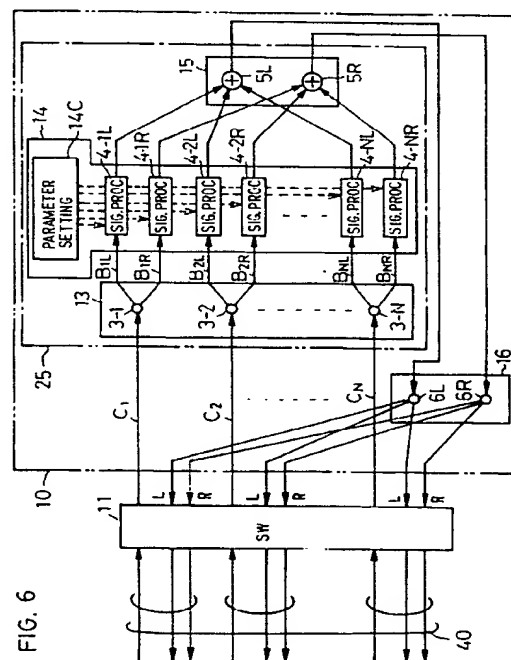 FIG. 6
10
25
14
PARAMETER SETTING
14C
15
13
C1
3-1
B1L
SIG.PROC
4-1L
B1R
SIG.PROC
4-1R
5L
C2
3-2
B2L
SIG.PROC
4-2L
B2R
SIG.PROC
4-2R
5R
CN
3-N
BNL
SIG.PROC
4-NL
BNR
SIG.PROC
4-NR
11
SW
L
R
L
R
L
R
6L
6R
16
40